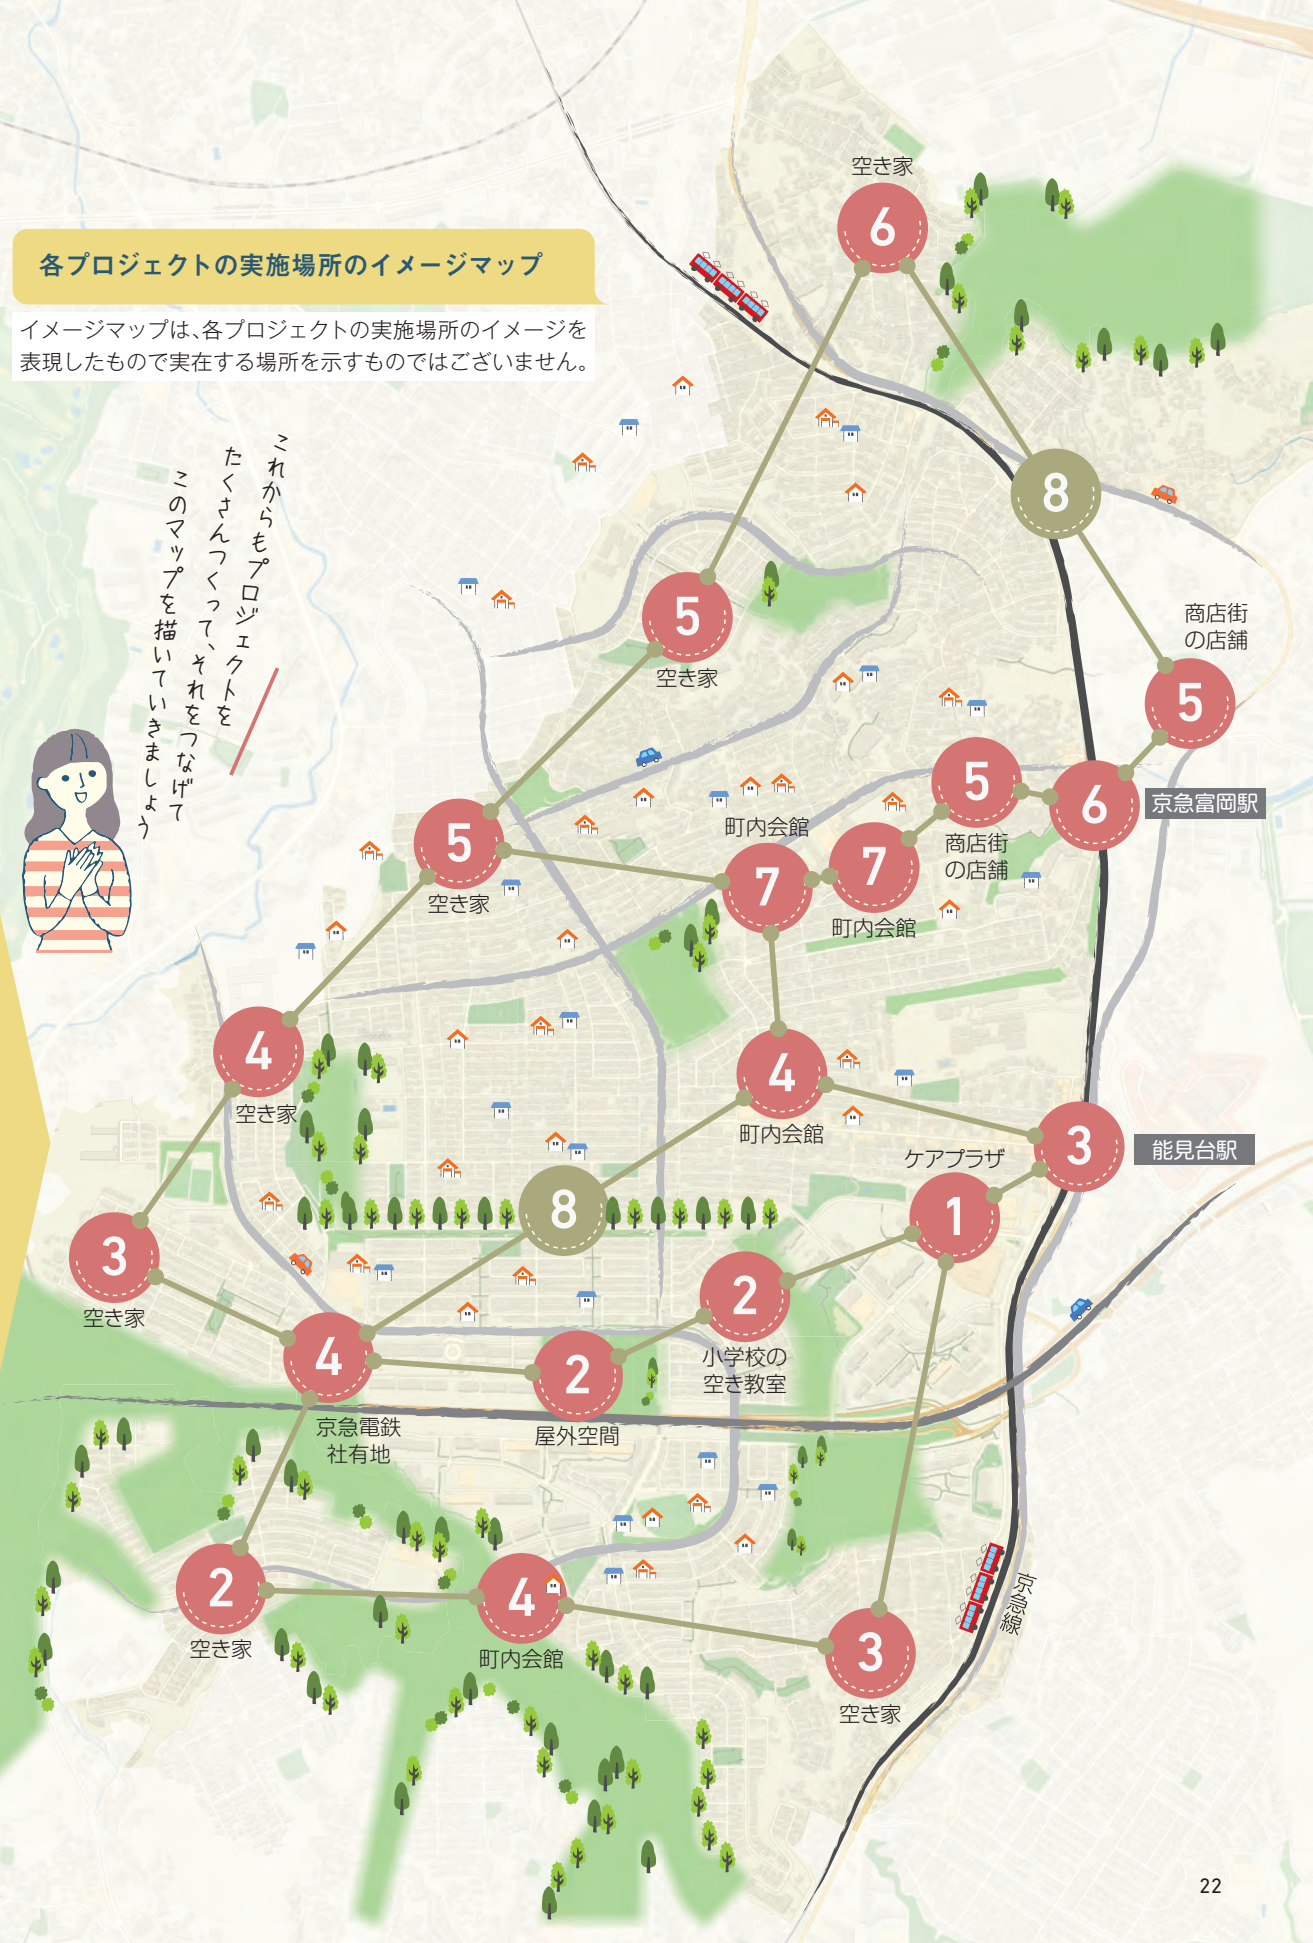 各プロジェクトの実施場所のイメージマップ
イメージマップは、各プロジェクトの実施場所のイメージを
表現したもので実在する場所を示すものではございません。
これからもプロジェクトを
たくさんつくって、それをつなげて
このマップを描いていきましょう
空き家
6
8
5
空き家
商店街
の店舗
5
6
京急富岡駅
5
商店街
の店舗
町内会館
7
7
町内会館
5
空き家
4
空き家
4
町内会館
3
能見台駅
ケアプラザ
1
8
3
空き家
2
小学校の
空き教室
4
京急電鉄
社有地
2
屋外空間
2
空き家
4
町内会館
3
空き家
京急線
22